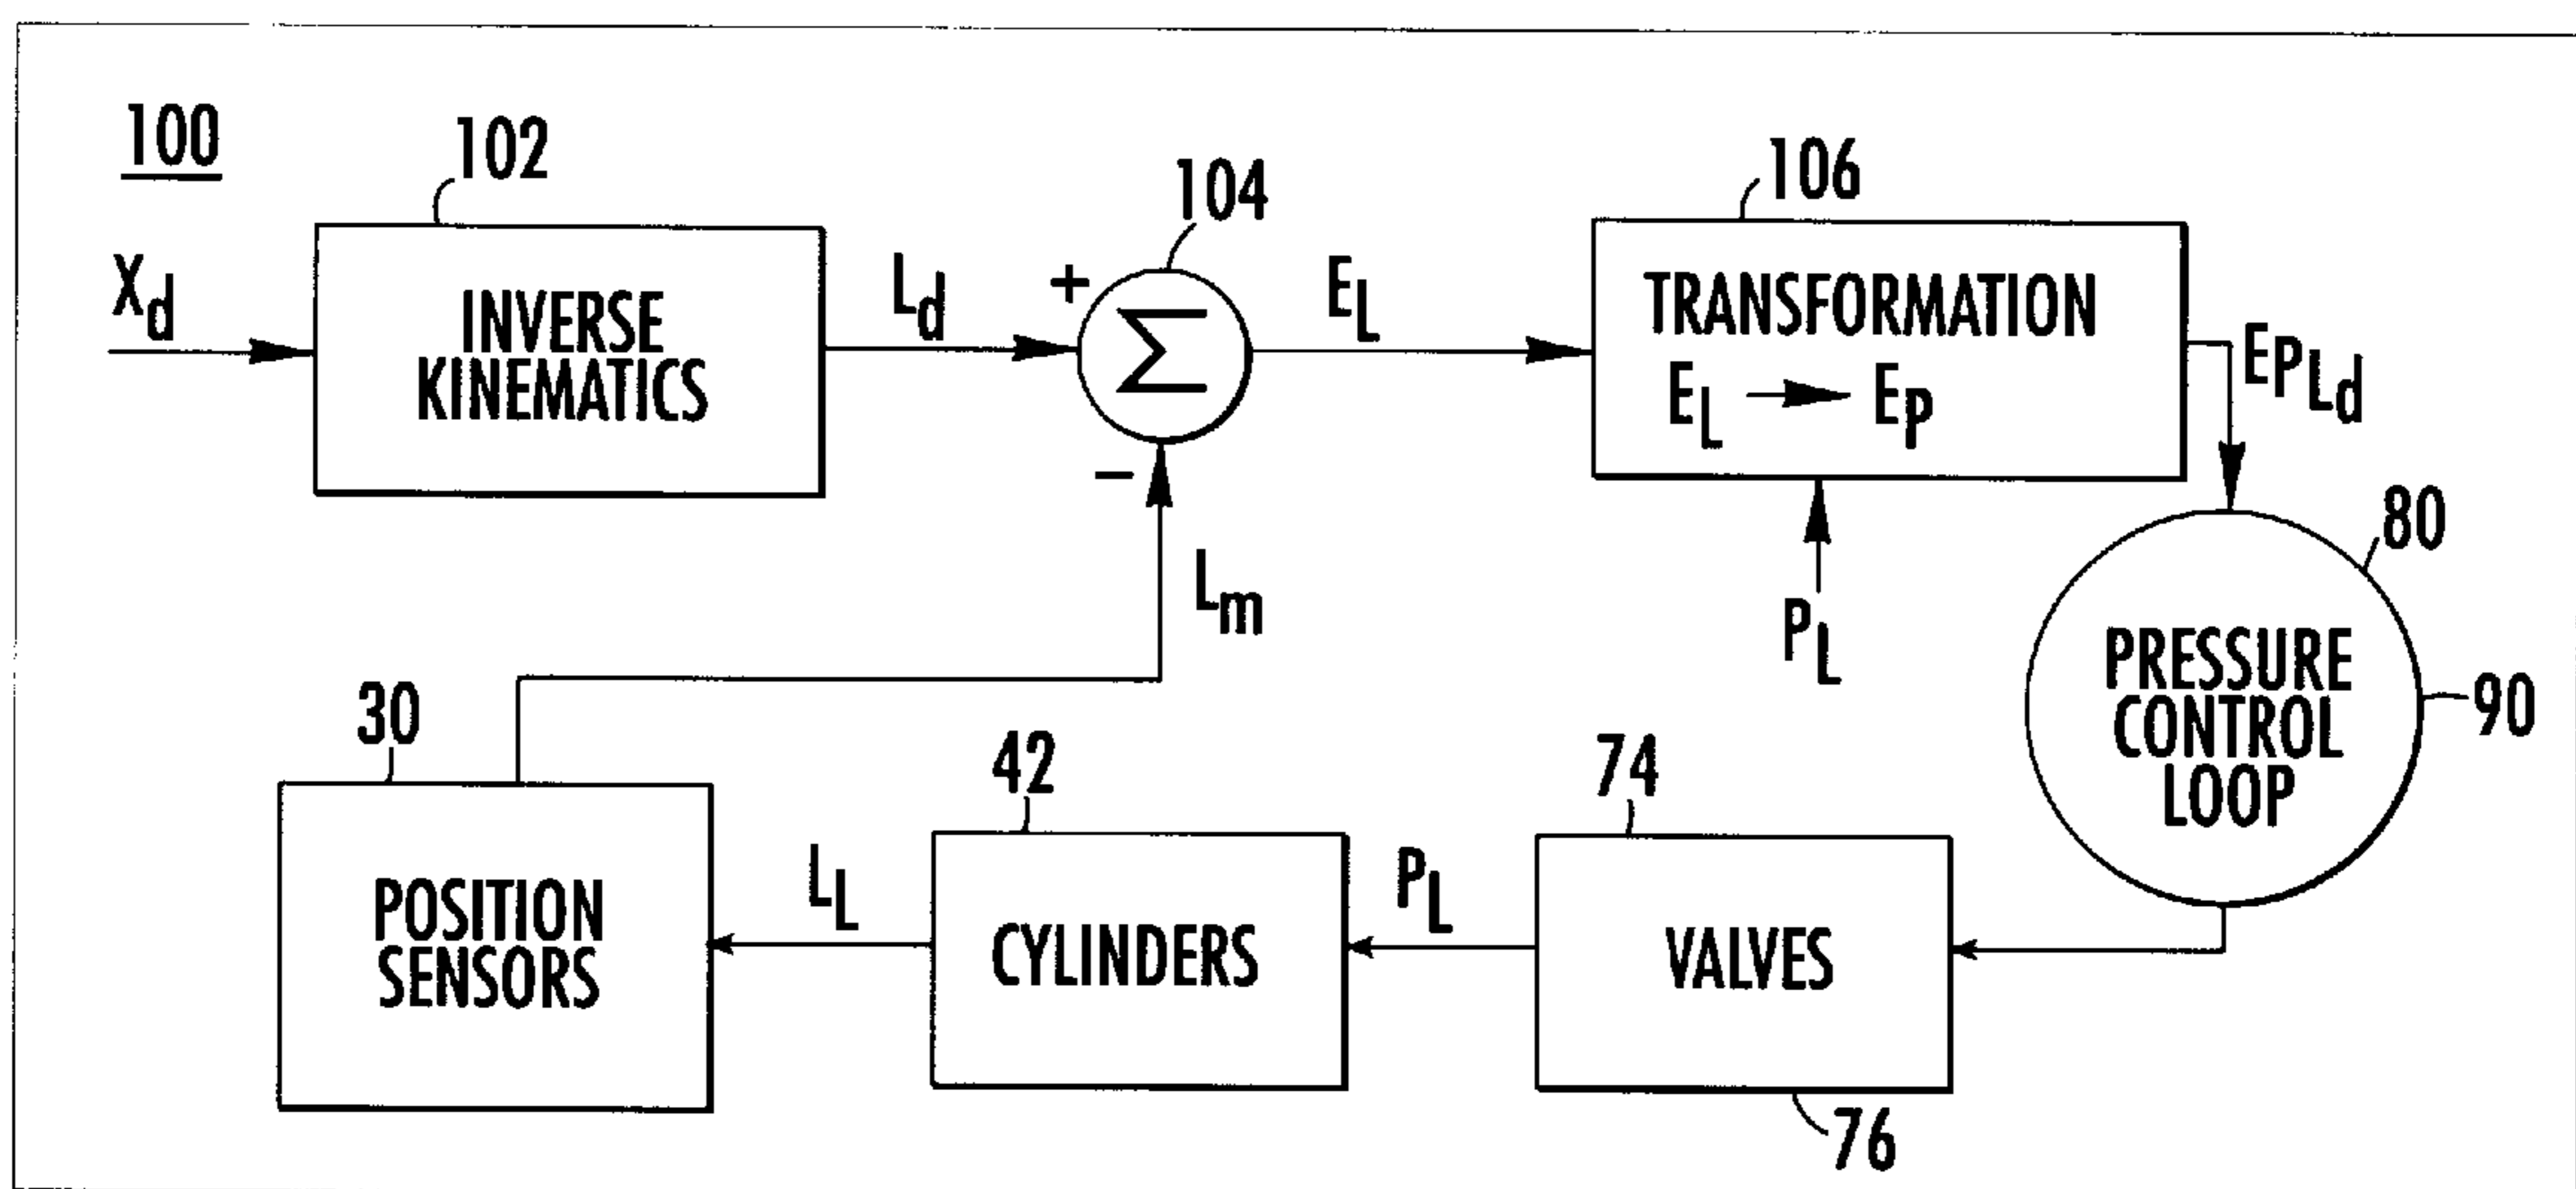 100
102
104
106
X_d
INVERSE
KINEMATICS
L_d
+
Σ
−
E_L
TRANSFORMATION
E_L → E_P
E_P_L_d
P_L
L_m
80
PRESSURE
CONTROL
LOOP
90
30
POSITION
SENSORS
L_L
42
CYLINDERS
P_L
74
VALVES
76